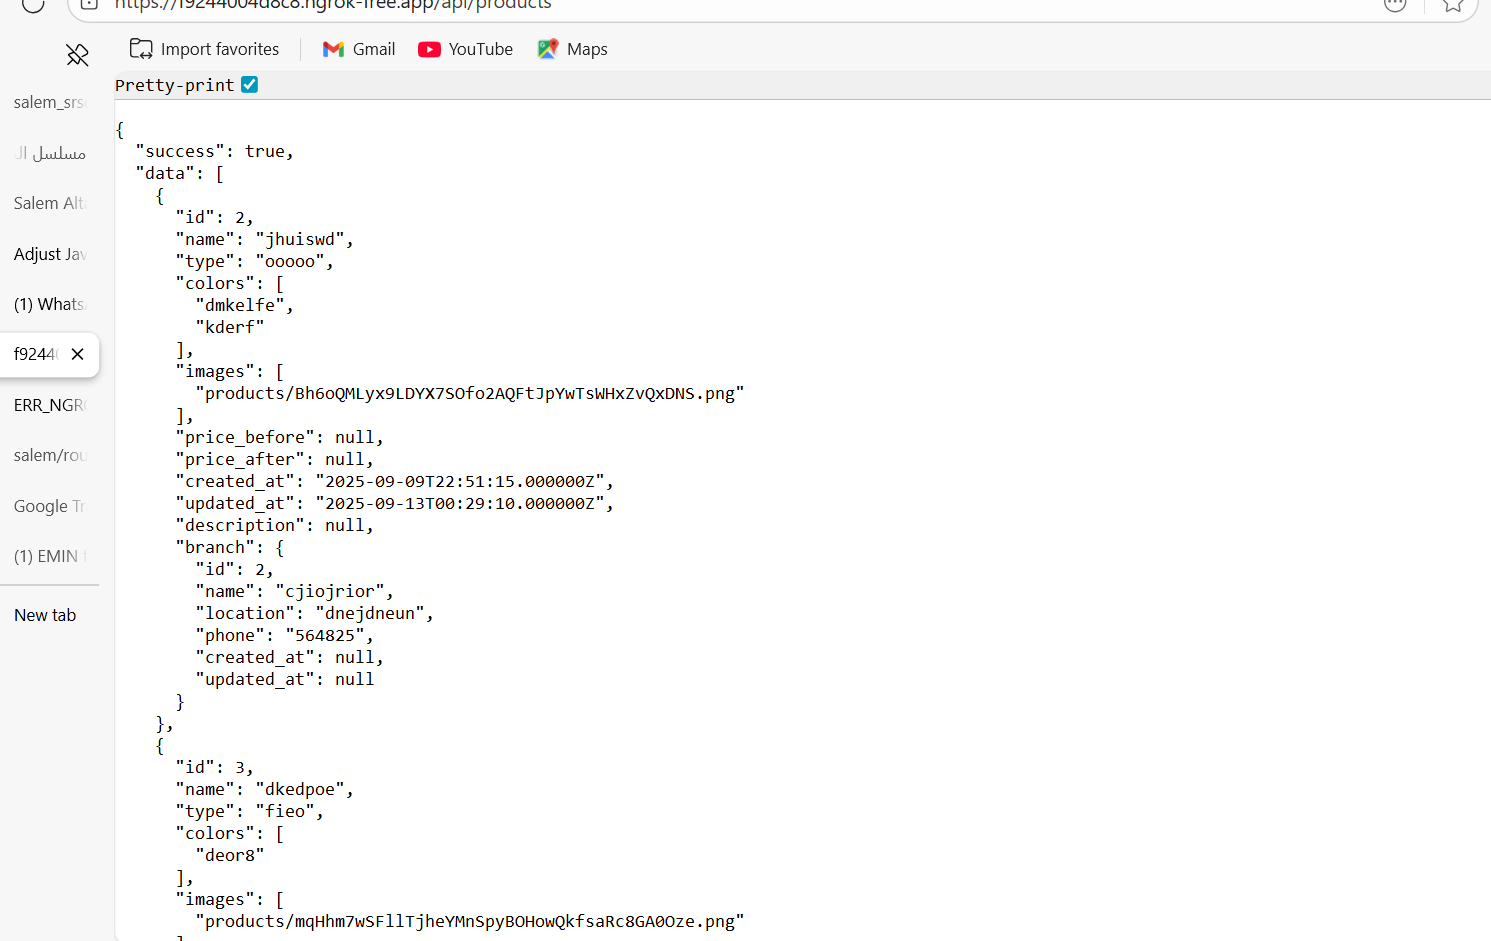 https://f9244004d8c8.ngrok-free.app/api/products
Import favorites
Gmail
YouTube
Maps
Pretty-print
salem_srs
مسلسل ال
Salem Alt
Adjust Jav
(1) Whats
f9244
ERR_NGR
salem/rou
Google Tr
(1) EMIN
New tab
{
"success": true,
"data": [
{
"id": 2,
"name": "jhuiswd",
"type": "ooooo",
"colors": [
"dmkelfe",
"kderf"
],
"images": [
"products/Bh6oQMLyx9LDYX7SOfo2AQFtJpYwTsWHxZvQxDNS.png"
],
"price_before": null,
"price_after": null,
"created_at": "2025-09-09T22:51:15.000000Z",
"updated_at": "2025-09-13T00:29:10.000000Z",
"description": null,
"branch": {
"id": 2,
"name": "cjiojrior",
"location": "dnejdneun",
"phone": "564825",
"created_at": null,
"updated_at": null
}
},
{
"id": 3,
"name": "dkedpoe",
"type": "fieo",
"colors": [
"deor8"
],
"images": [
"products/mqHhm7wSFllTjheYMnSpyBOHowQkfsaRc8GA0Oze.png"